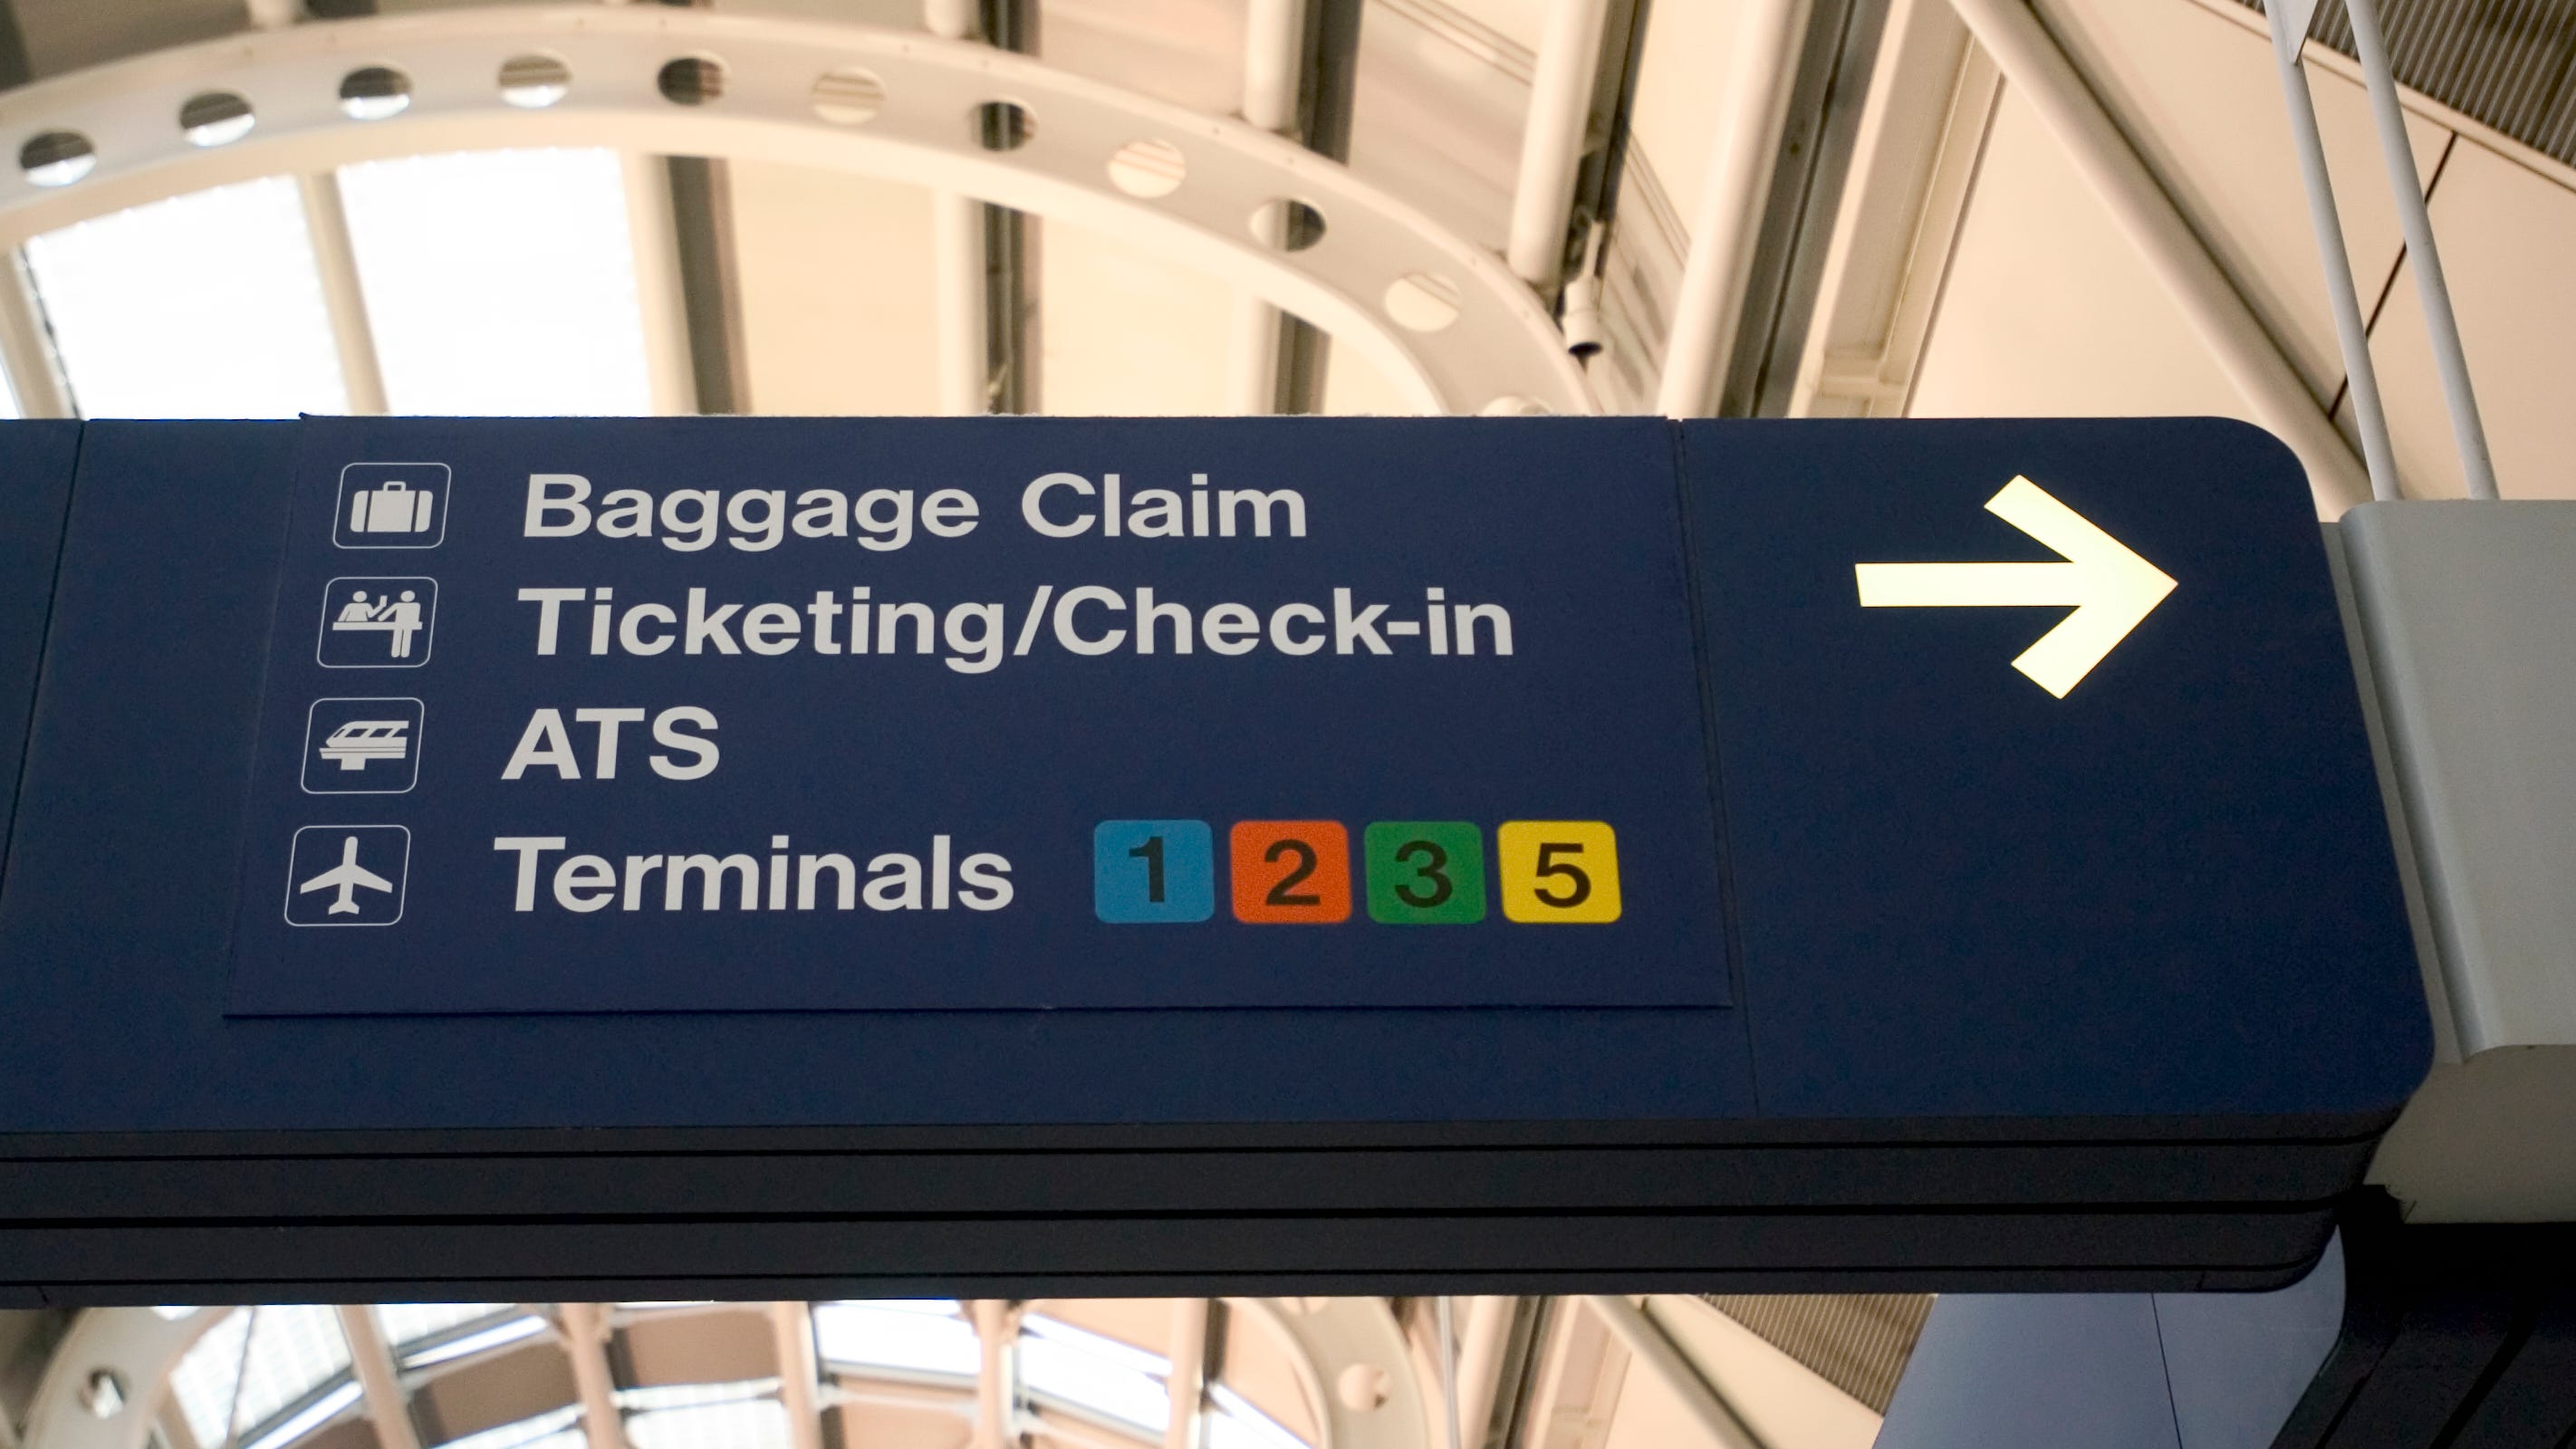 Baggage Claim
Ticketing/Check-in
ATS
Terminals 1 2 3 5